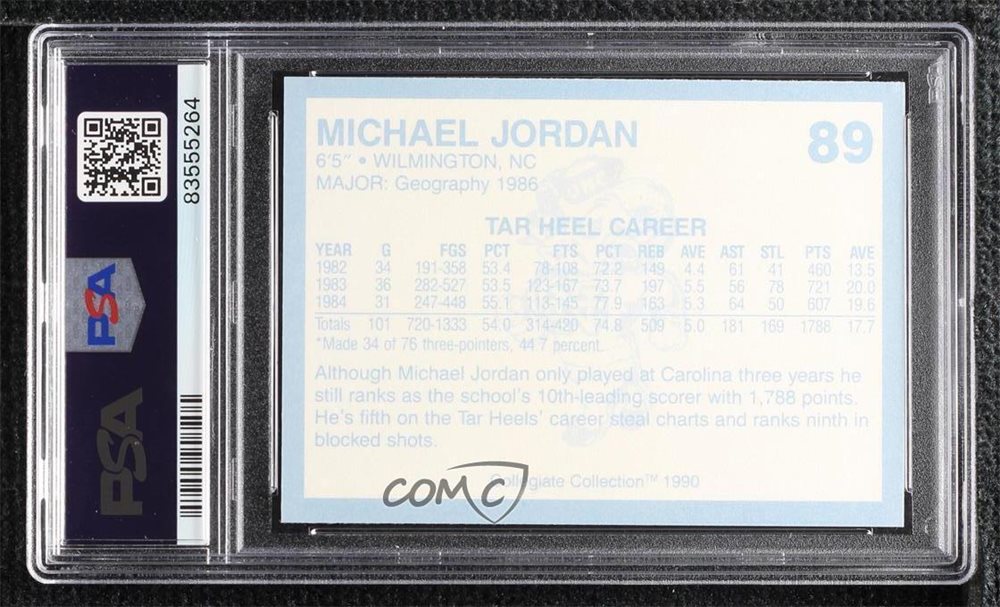 MICHAEL JORDAN 89
6'5" • WILMINGTON, NC
MAJOR: Geography 1986
TAR HEEL CAREER
YEAR G FGS PCT FTS PCT REB AVE AST STL PTS AVE
1982 34 191-358 53.4 78-108 72.2 149 4.4 61 41 460 13.5
1983 36 282-527 53.5 123-167 73.7 197 5.5 56 78 721 20.0
1984 31 247-448 55.1 113-145 77.9 163 5.3 64 50 607 19.6
Totals 101 720-1333 54.0 314-420 74.8 509 5.0 181 169 1788 17.7
*Made 34 of 76 three-pointers, 44.7 percent.
Although Michael Jordan only played at Carolina three years he
still ranks as the school's 10th-leading scorer with 1,788 points.
He's fifth on the Tar Heels' career steal charts and ranks ninth in
blocked shots.
Collegiate Collection™ 1990
COMC
83555264
PSA
PSA